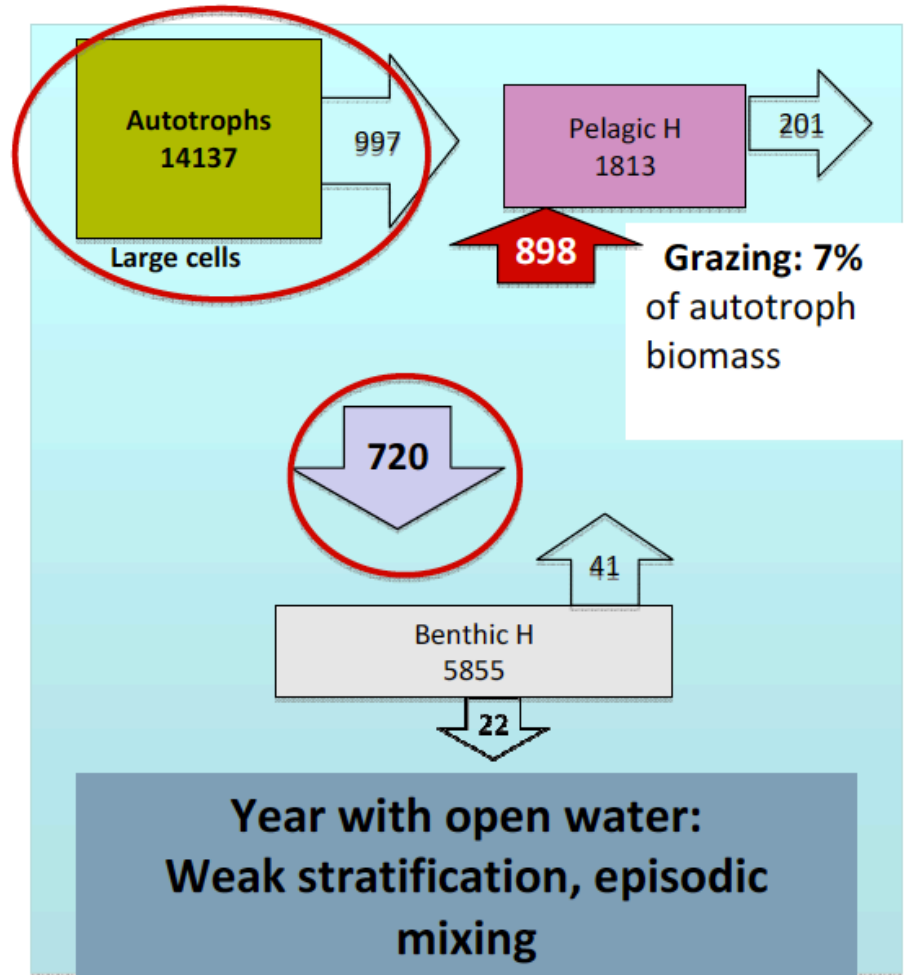 Autotrophs
14137
997
Large cells
Pelagic H
1813
201
898
Grazing: 7%
of autotroph
biomass
720
41
Benthic H
5855
22
Year with open water:
Weak stratification, episodic
mixing